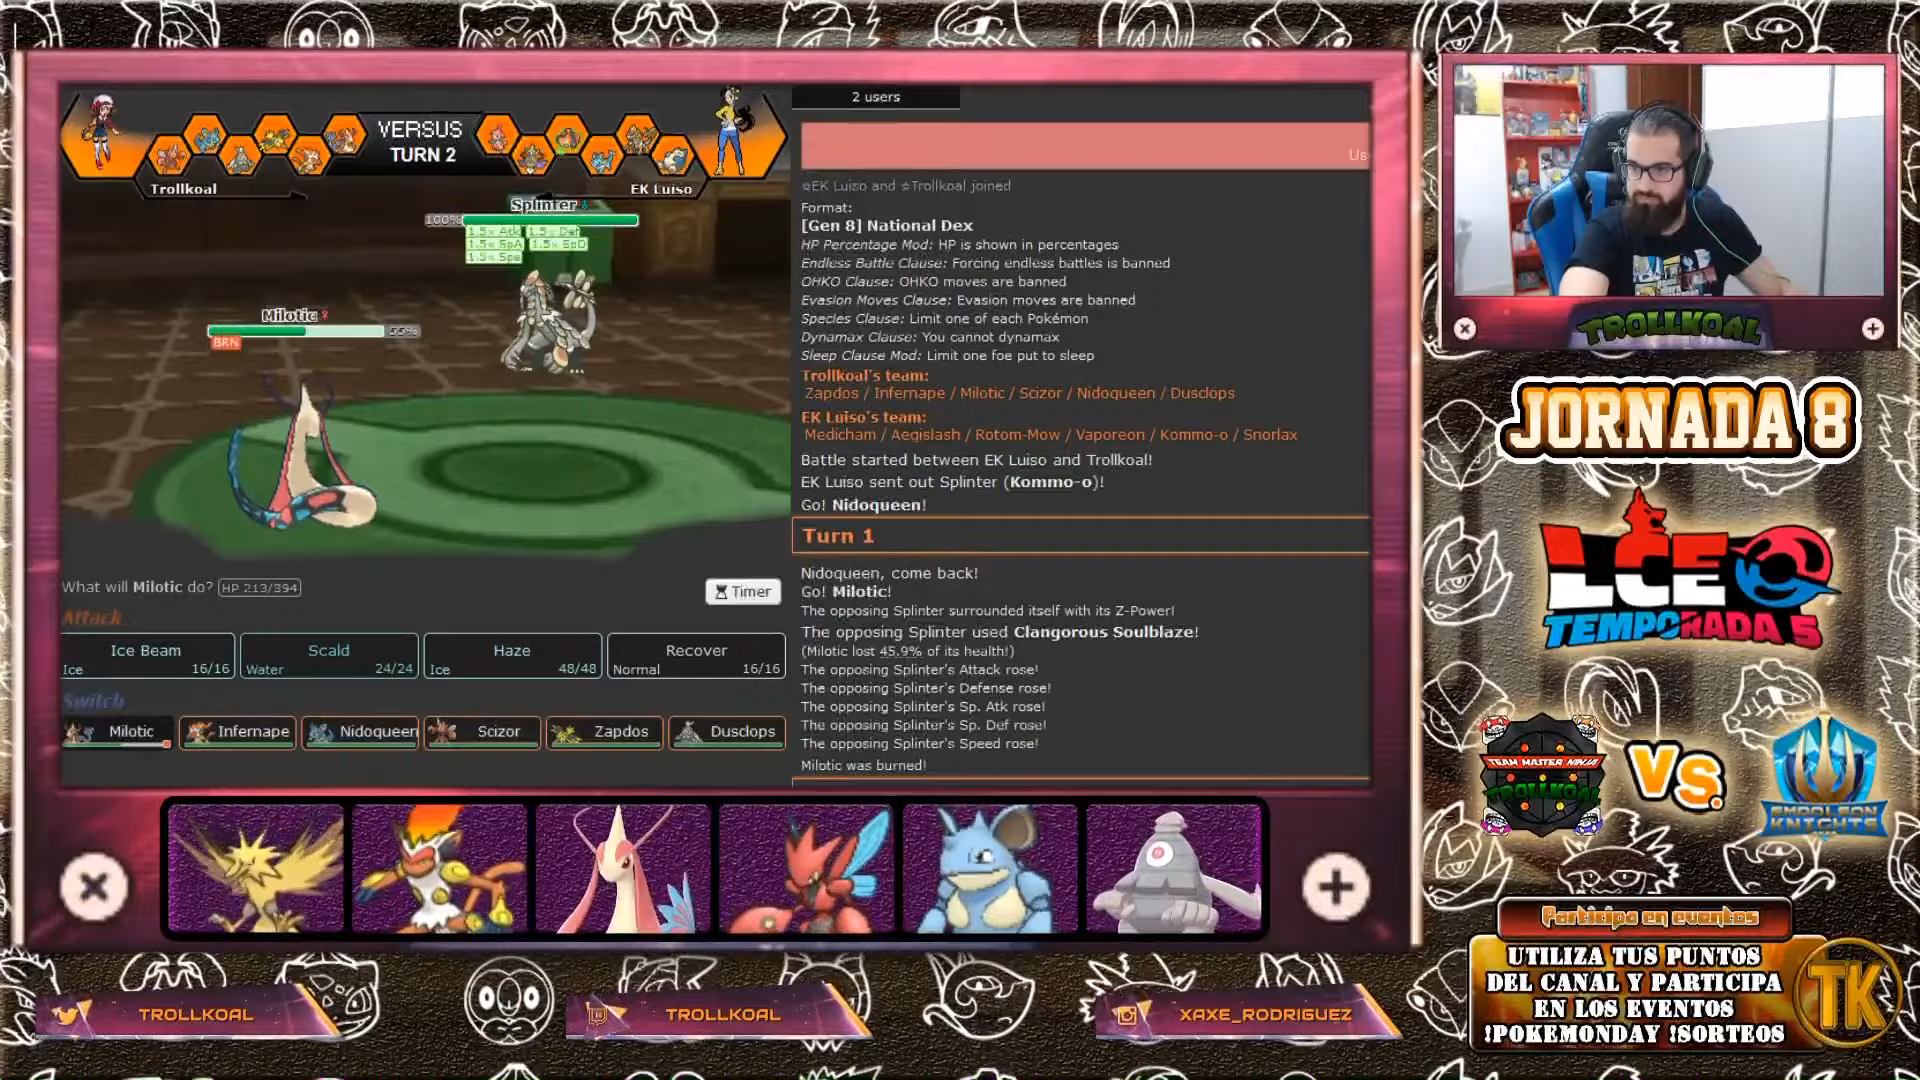 VERSUS
TURN 2
Trollkoal
EK Luiso
Splinter
100%
1.5× Atk 1.5× Def
1.5× SpA 1.5× SpD
1.5× Spe
Milotic
55%
BRN
What will Milotic do? HP 213/394
Timer
Attack
Ice Beam
Ice 16/16
Scald
Water 24/24
Haze
Ice 48/48
Recover
Normal 16/16
Switch
Milotic
Infernape
Nidoqueen
Scizor
Zapdos
Dusclops
2 users
Us
☆EK Luiso and ☆Trollkoal joined
Format:
[Gen 8] National Dex
HP Percentage Mod: HP is shown in percentages
Endless Battle Clause: Forcing endless battles is banned
OHKO Clause: OHKO moves are banned
Evasion Moves Clause: Evasion moves are banned
Species Clause: Limit one of each Pokémon
Dynamax Clause: You cannot dynamax
Sleep Clause Mod: Limit one foe put to sleep
Trollkoal's team:
Zapdos / Infernape / Milotic / Scizor / Nidoqueen / Dusclops
EK Luiso's team:
Medicham / Aegislash / Rotom-Mow / Vaporeon / Kommo-o / Snorlax
Battle started between EK Luiso and Trollkoal!
EK Luiso sent out Splinter (Kommo-o)!
Go! Nidoqueen!
Turn 1
Nidoqueen, come back!
Go! Milotic!
The opposing Splinter surrounded itself with its Z-Power!
The opposing Splinter used Clangorous Soulblaze!
(Milotic lost 45.9% of its health!)
The opposing Splinter's Attack rose!
The opposing Splinter's Defense rose!
The opposing Splinter's Sp. Atk rose!
The opposing Splinter's Sp. Def rose!
The opposing Splinter's Speed rose!
Milotic was burned!
TROLLKOAL
JORNADA 8
LCE
TEMPORADA 5
TEAM MASTER NINJA
TROLLKOAL
VS.
EMPOLEON
KNIGHTS
Participa en eventos
UTILIZA TUS PUNTOS
DEL CANAL Y PARTICIPA
EN LOS EVENTOS
!POKEMONDAY !SORTEOS
TK
TROLLKOAL
TROLLKOAL
XAXE_RODRIGUEZ